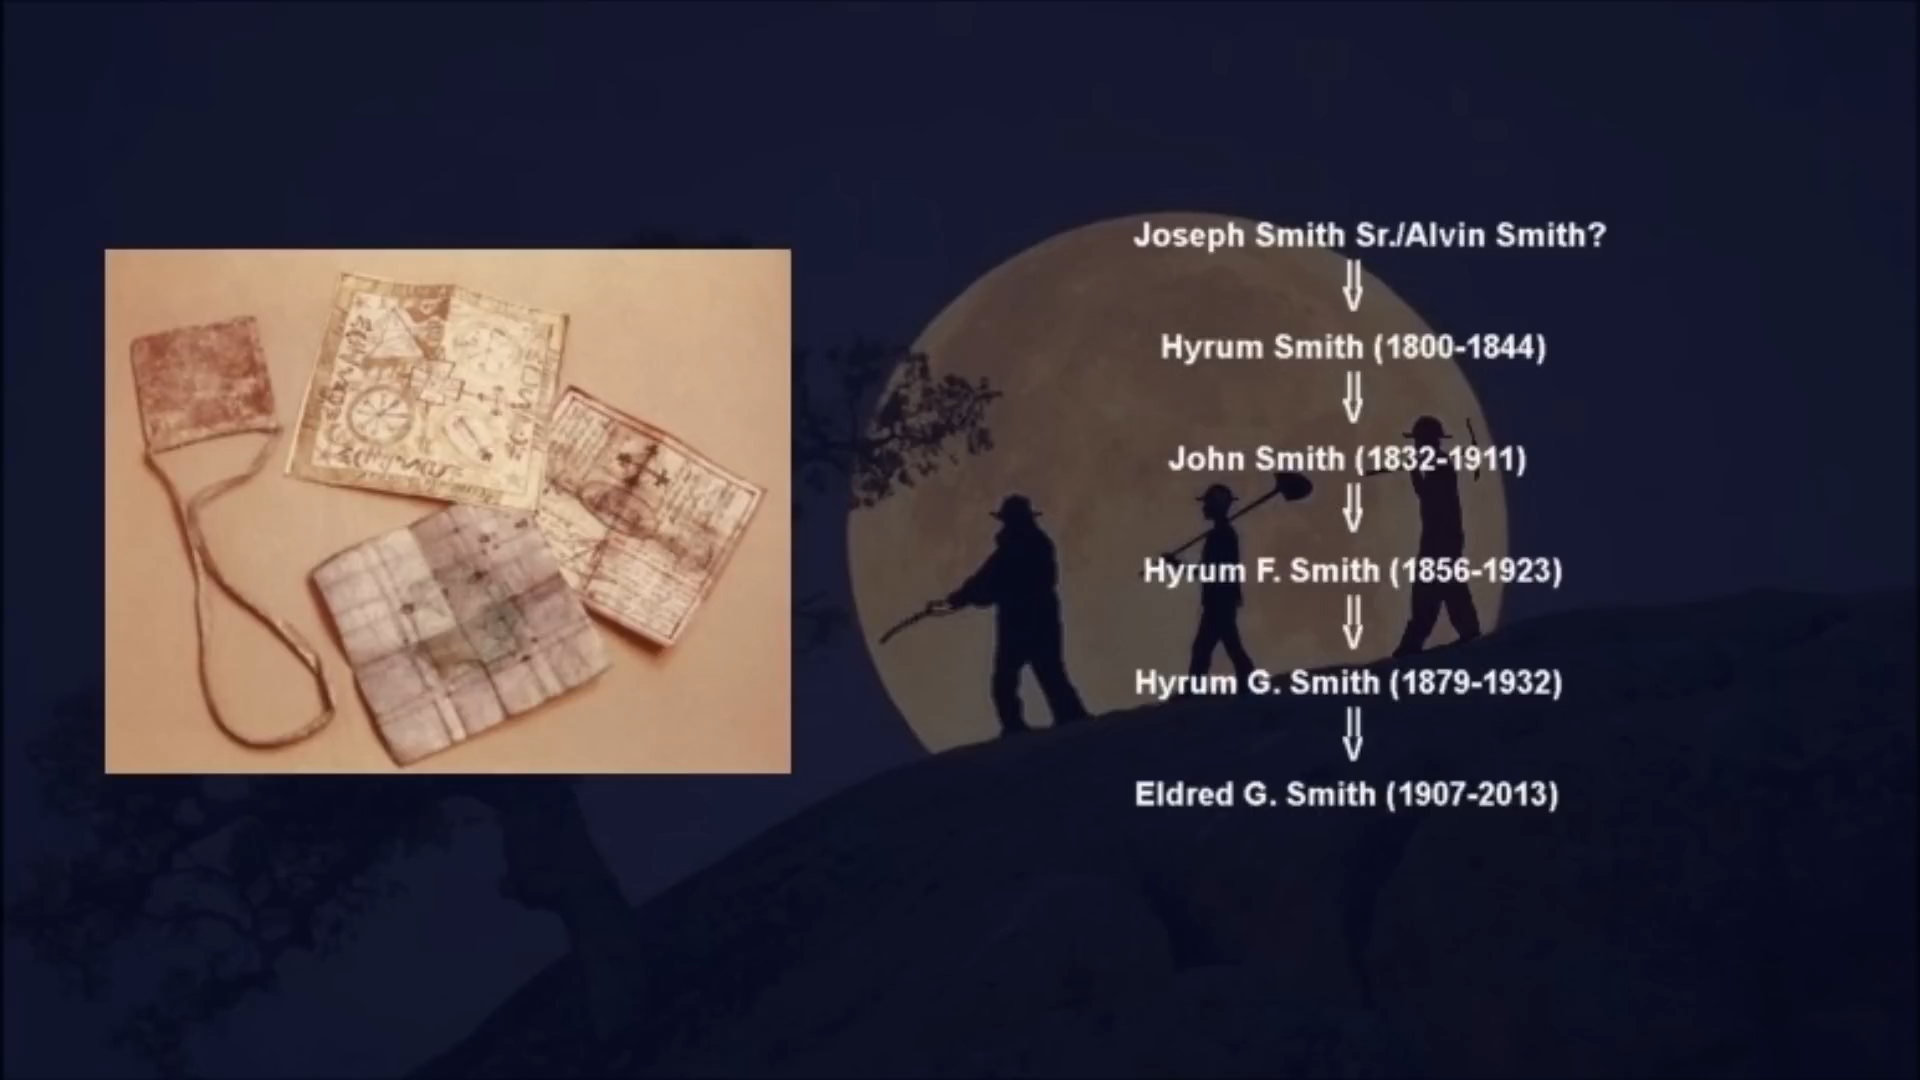 Joseph Smith Sr./Alvin Smith?
Hyrum Smith (1800-1844)
John Smith (1832-1911)
Hyrum F. Smith (1856-1923)
Hyrum G. Smith (1879-1932)
Eldred G. Smith (1907-2013)